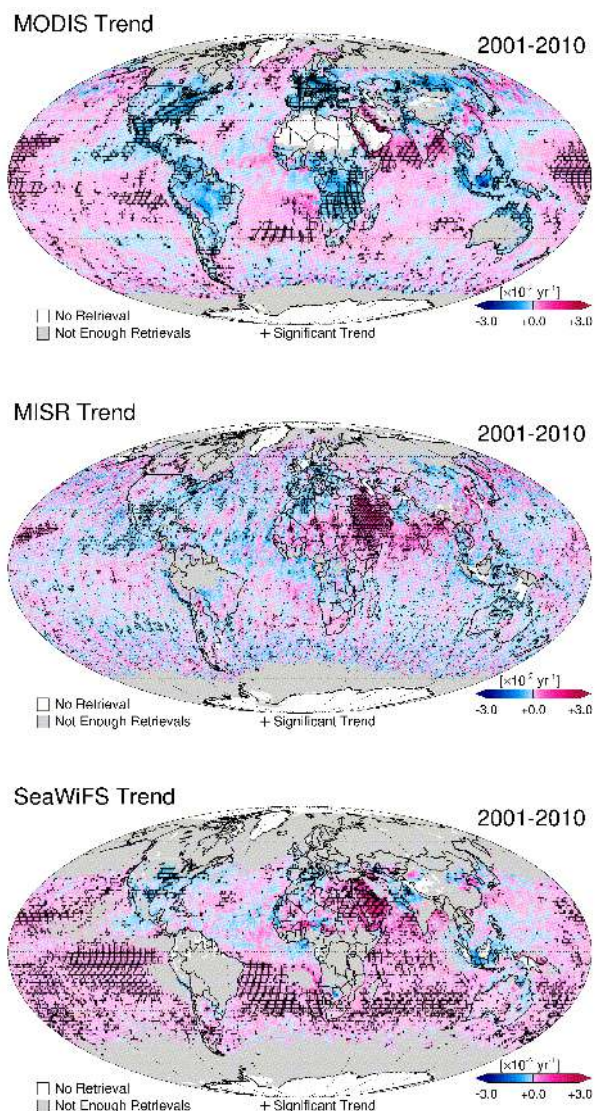 MODIS Trend
2001-2010
No Retrieval
Not Enough Retrievals
+ Significant Trend
-3.0 +0.0 +3.0
MISR Trend
2001-2010
No Retrieval
Not Enough Retrievals
+ Significant Trend
-3.0 +0.0 +3.0
SeaWiFS Trend
2001-2010
No Retrieval
Not Enough Retrievals
+ Significant Trend
-3.0 +0.0 +3.0